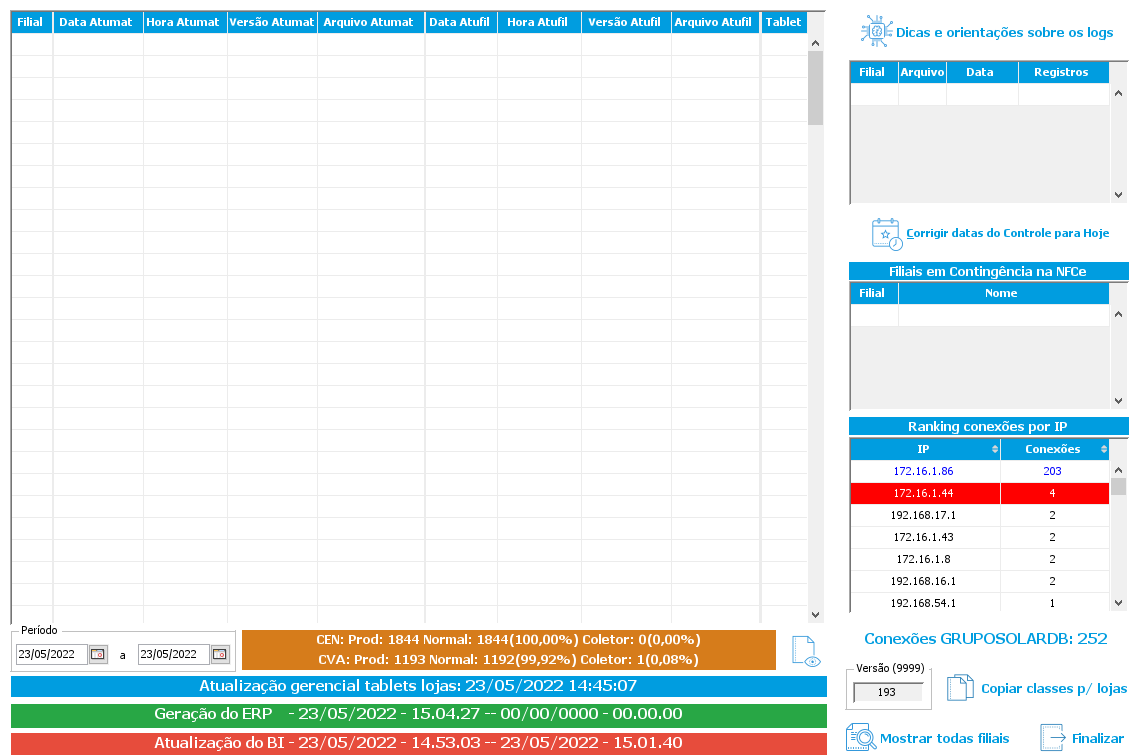 Filial Data Atumat Hora Atumat Versão Atumat Arquivo Atumat Data Atufil Hora Atufil Versão Atufil Arquivo Atufil Tablet
Dicas e orientações sobre os logs
Filial Arquivo Data Registros
Corrigir datas do Controle para Hoje
Filiais em Contingência na NFCe
Filial Nome
Ranking conexões por IP
IP Conexões
172.16.1.86 203
172.16.1.44 4
192.168.17.1 2
172.16.1.43 2
172.16.1.8 2
192.168.16.1 2
192.168.54.1 1
Período
23/05/2022 a 23/05/2022
CEN: Prod: 1844 Normal: 1844(100,00%) Coletor: 0(0,00%)
CVA: Prod: 1193 Normal: 1192(99,92%) Coletor: 1(0,08%)
Conexões GRUPOSOLARDB: 252
Atualização gerencial tablets lojas: 23/05/2022 14:45:07
Versão (9999)
193
Copiar classes p/ lojas
Geração do ERP - 23/05/2022 - 15.04.27 -- 00/00/0000 - 00.00.00
Atualização do BI - 23/05/2022 - 14.53.03 -- 23/05/2022 - 15.01.40
Mostrar todas filiais
Finalizar